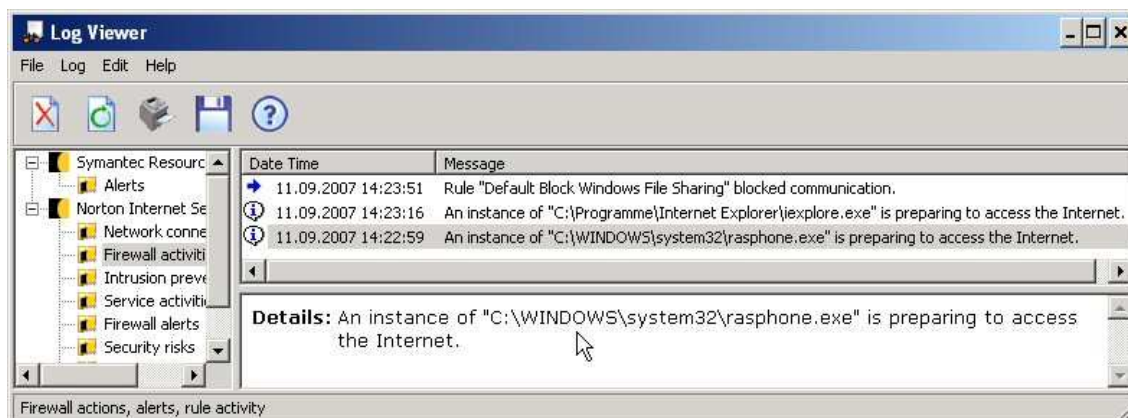 Log Viewer
File Log Edit Help
Symantec Resourc
Alerts
Norton Internet Se
Network conne
Firewall activiti
Intrusion preve
Service activiti
Firewall alerts
Security risks
Date Time Message
11.09.2007 14:23:51 Rule "Default Block Windows File Sharing" blocked communication.
11.09.2007 14:23:16 An instance of "C:\Programme\Internet Explorer\iexplore.exe" is preparing to access the Internet.
11.09.2007 14:22:59 An instance of "C:\WINDOWS\system32\rasphone.exe" is preparing to access the Internet.
Details: An instance of "C:\WINDOWS\system32\rasphone.exe" is preparing to access
the Internet.
Firewall actions, alerts, rule activity